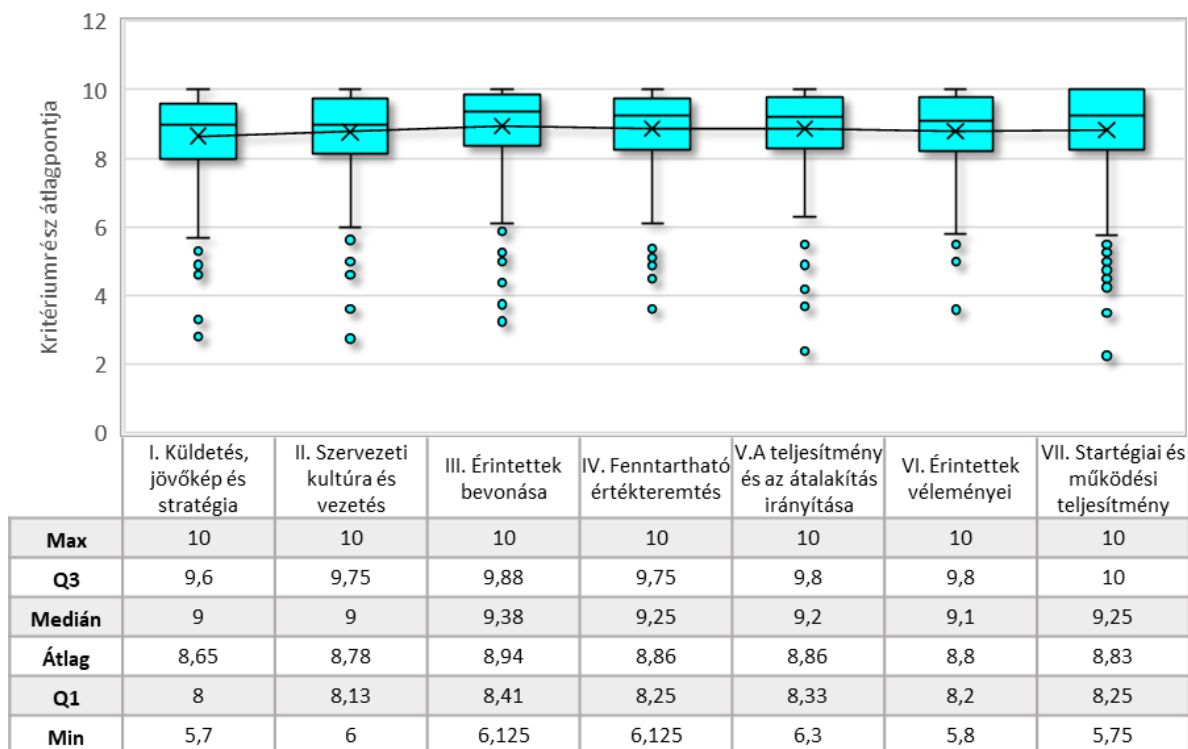 12
10
8
6
4
2
0
Kritériumrész átlagpontja
I. Küldetés,
jövőkép és
stratégia
II. Szervezeti
kultúra és
vezetés
III. Érintettek
bevonása
IV. Fenntartható
értékteremtés
V.A teljesítmény
és az átalakítás
irányítása
VI. Érintettek
véleményei
VII. Startégiai és
működési
teljesítmény
Max 10 10 10 10 10 10 10
Q3 9,6 9,75 9,88 9,75 9,8 9,8 10
Medián 9 9 9,38 9,25 9,2 9,1 9,25
Átlag 8,65 8,78 8,94 8,86 8,86 8,8 8,83
Q1 8 8,13 8,41 8,25 8,33 8,2 8,25
Min 5,7 6 6,125 6,125 6,3 5,8 5,75